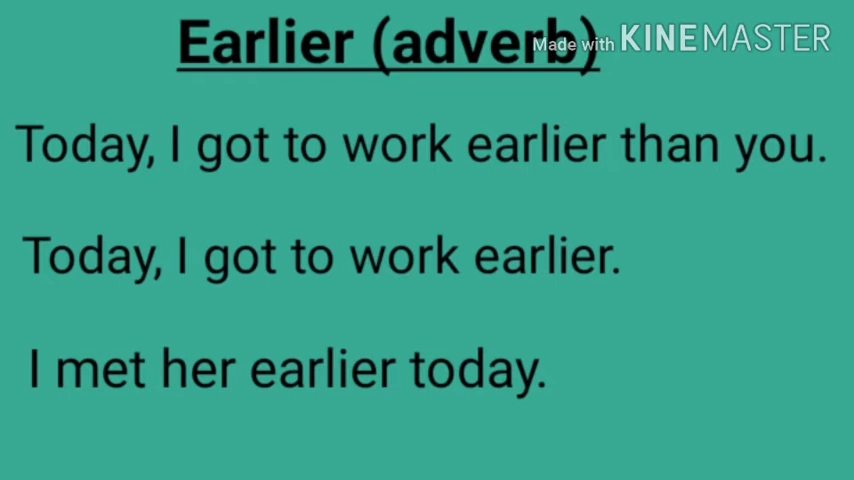 Earlier (adverb)
Made with KINEMASTER
Today, I got to work earlier than you.
Today, I got to work earlier.
I met her earlier today.